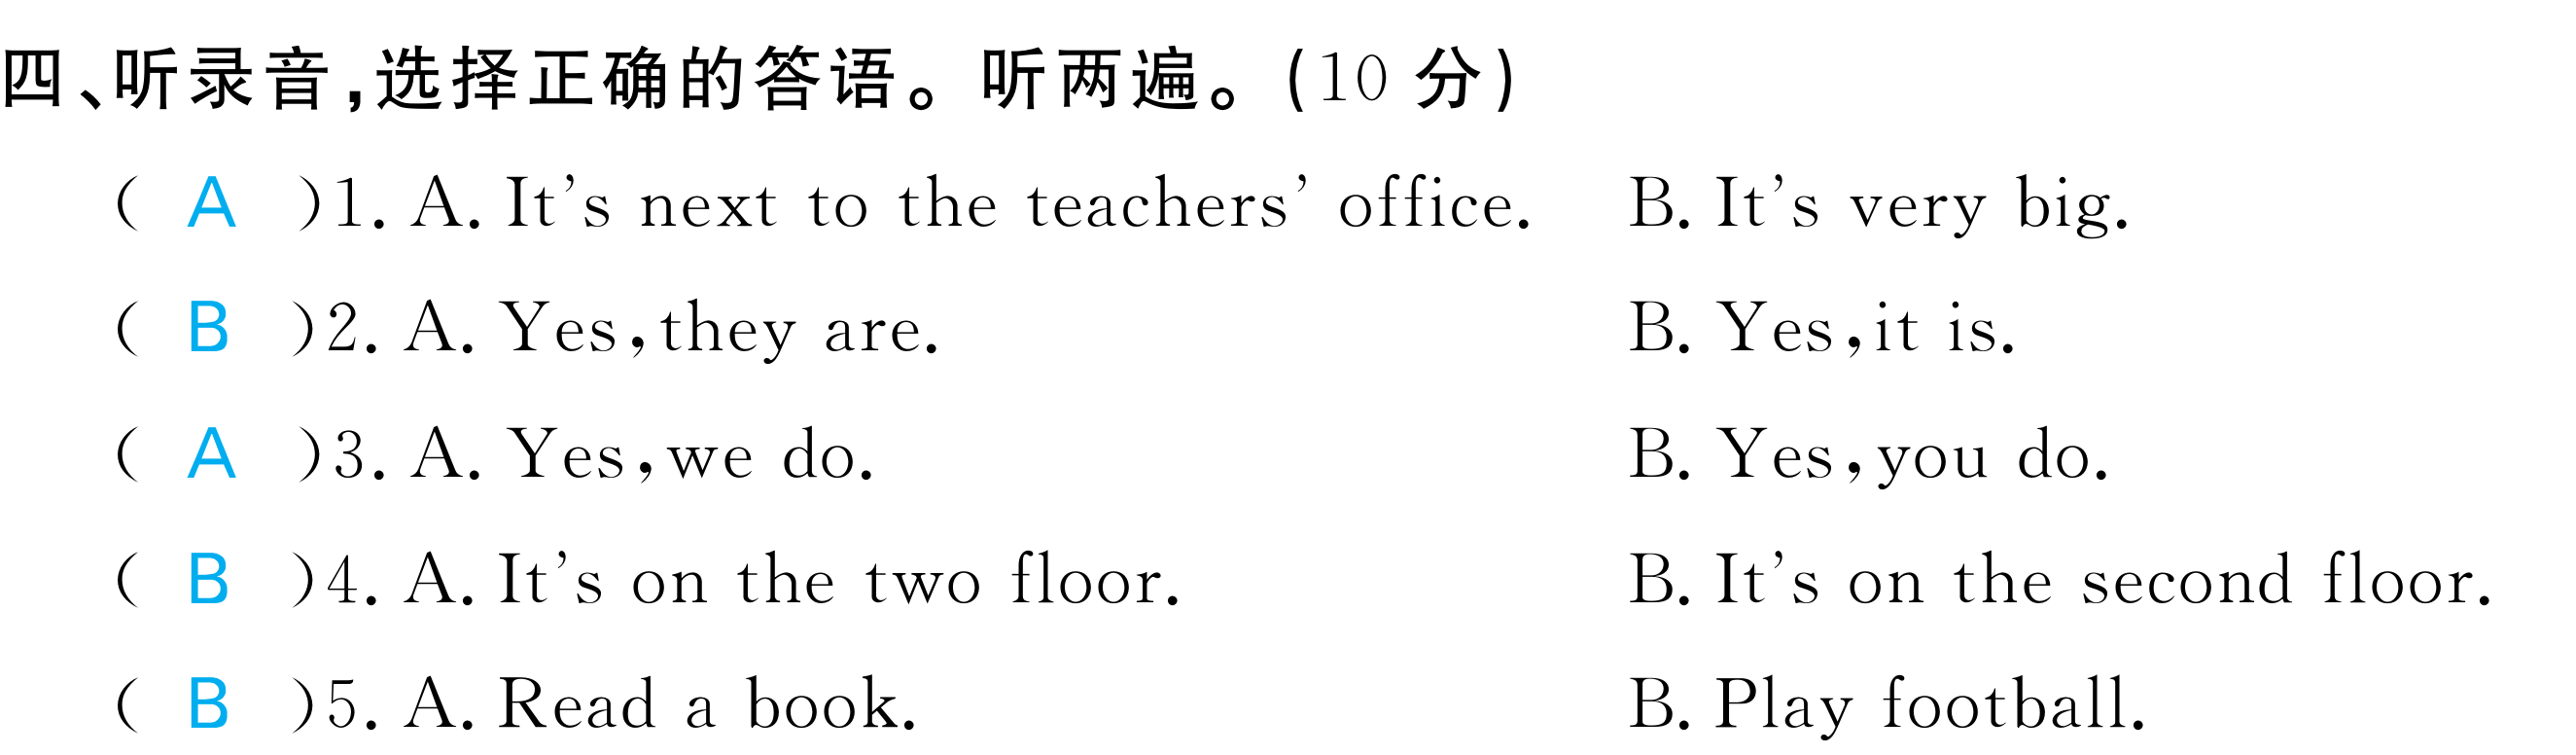 四、听录音,选择正确的答语。听两遍。(10 分)
( A )1. A. It's next to the teachers' office. B. It's very big.
( B )2. A. Yes,they are. B. Yes,it is.
( A )3. A. Yes,we do. B. Yes,you do.
( B )4. A. It's on the two floor. B. It's on the second floor.
( B )5. A. Read a book. B. Play football.